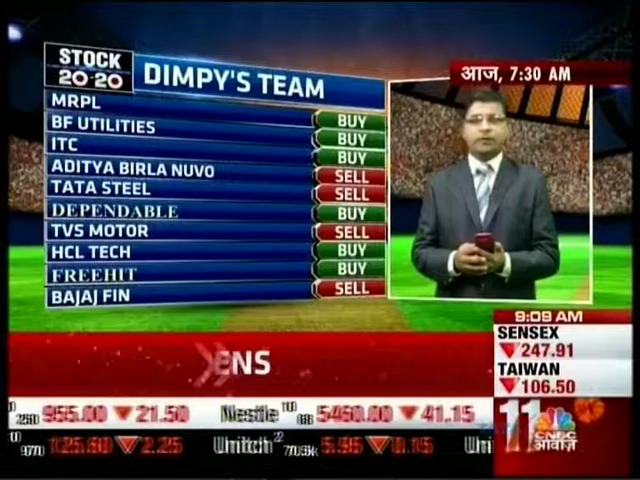 STOCK
20-20
DIMPY'S TEAM
आज, 7:30 AM
MRPL BUY
BF UTILITIES BUY
ITC BUY
ADITYA BIRLA NUVO SELL
TATA STEEL SELL
DEPENDABLE BUY
TVS MOTOR SELL
HCL TECH BUY
FREEHIT BUY
BAJAJ FIN SELL
9:09 AM
SENSEX
247.91
TAIWAN
106.50
ENS
955.00 21.50 Nestle 5460.00 41.15
125.60 2.25 Unitch 5.95 0.15 Uni
11
CNBC
आवाज़